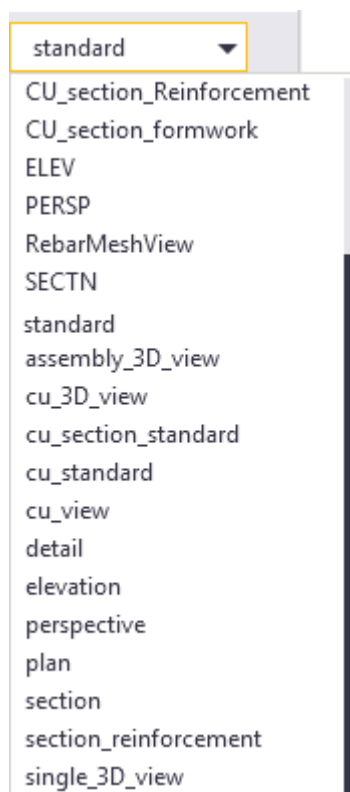 standard
CU_section_Reinforcement
CU_section_formwork
ELEV
PERSP
RebarMeshView
SECTN
standard
assembly_3D_view
cu_3D_view
cu_section_standard
cu_standard
cu_view
detail
elevation
perspective
plan
section
section_reinforcement
single_3D_view